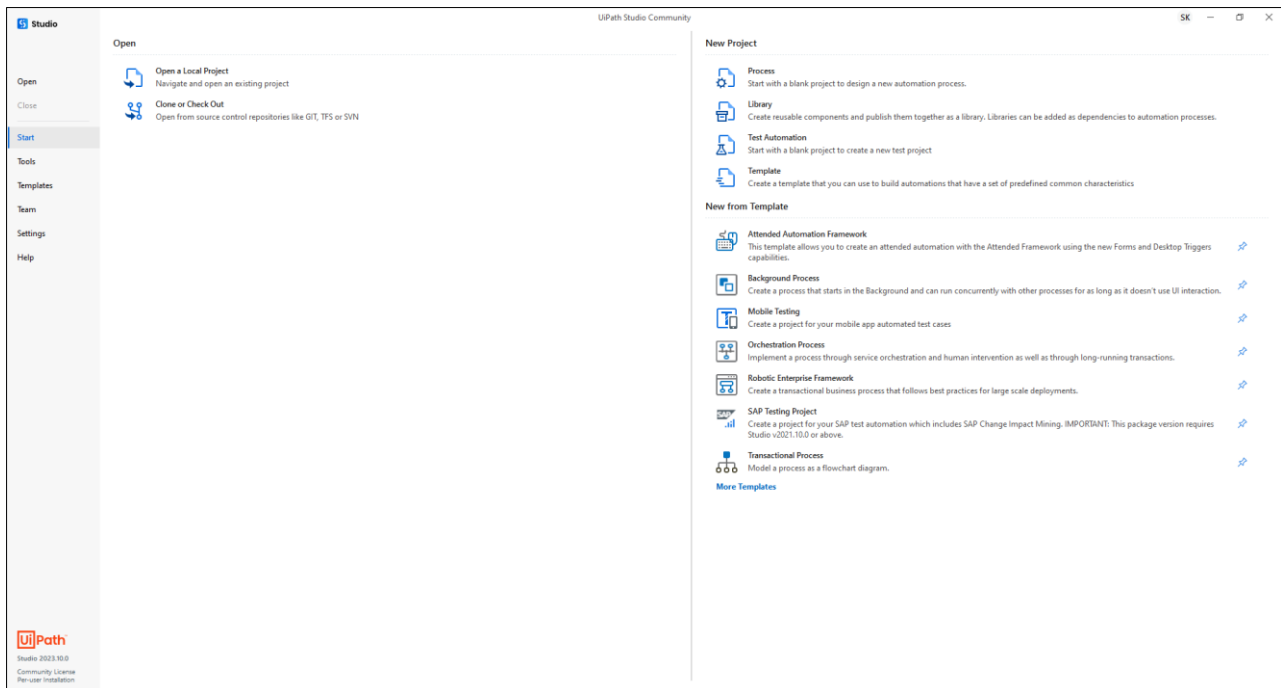 Studio
UiPath Studio Community
SK
Open
Close
Start
Tools
Templates
Team
Settings
Help
Open
Open a Local Project
Navigate and open an existing project
Clone or Check Out
Open from source control repositories like GIT, TFS or SVN
New Project
Process
Start with a blank project to design a new automation process.
Library
Create reusable components and publish them together as a library. Libraries can be added as dependencies to automation processes.
Test Automation
Start with a blank project to create a new test project
Template
Create a template that you can use to build automations that have a set of predefined common characteristics
New from Template
Attended Automation Framework
This template allows you to create an attended automation with the Attended Framework using the new Forms and Desktop Triggers
capabilities.
Background Process
Create a process that starts in the Background and can run concurrently with other processes for as long as it doesn't use UI interaction.
Mobile Testing
Create a project for your mobile app automated test cases
Orchestration Process
Implement a process through service orchestration and human intervention as well as through long-running transactions.
Robotic Enterprise Framework
Create a transactional business process that follows best practices for large scale deployments.
SAP
SAP Testing Project
Create a project for your SAP test automation which includes SAP Change Impact Mining. IMPORTANT: This package version requires
Studio v2021.10.0 or above.
Transactional Process
Model a process as a flowchart diagram.
More Templates
UiPath
Studio 2023.10.0
Community License
Per-user Installation